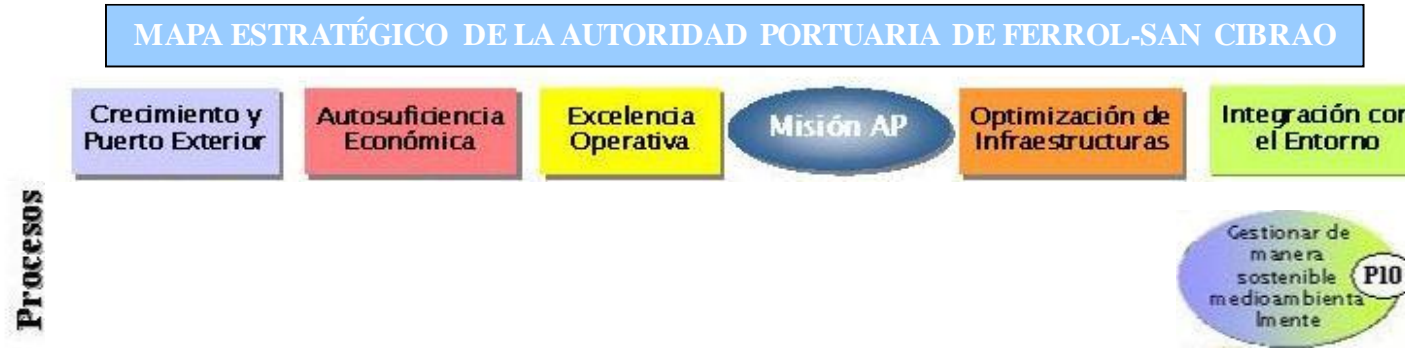 MAPA ESTRATÉGICO DE LA AUTORIDAD PORTUARIA DE FERROL-SAN CIBRAO
Crecimiento y
Puerto Exterior
Autosuficiencia
Económica
Excelencia
Operativa
Misión AP
Optimización de
Infraestructuras
Integración con
el Entorno
Procesos
Gestionar de
manera
sostenible
medioambienta
lmente
P10